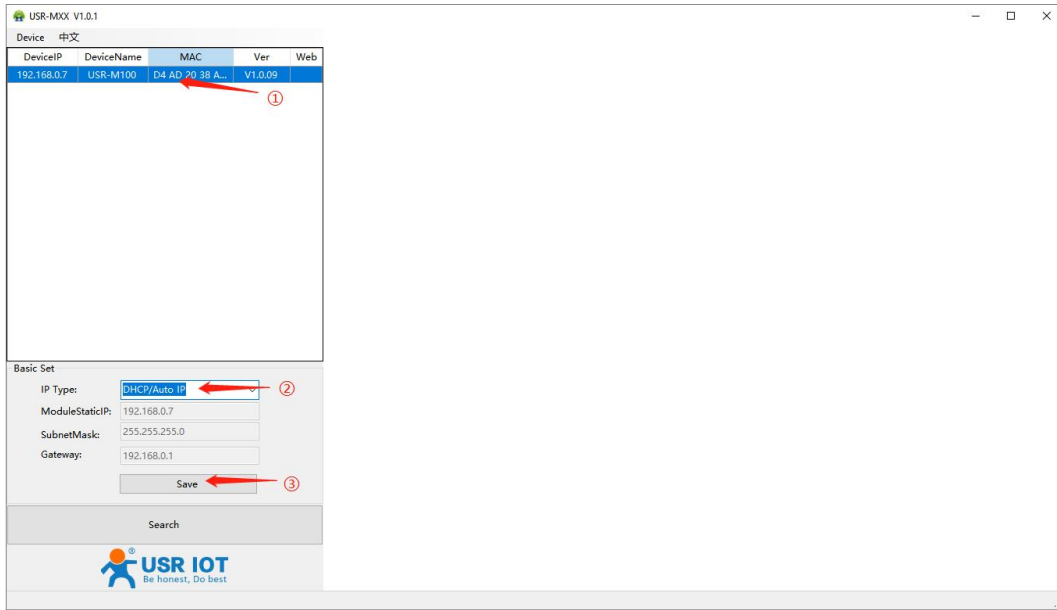 USR-MXX V1.0.1
Device 中文
DeviceIP DeviceName MAC Ver Web
192.168.0.7 USR-M100 D4 AD 20 38 A... V1.0.09
①
Basic Set
IP Type: DHCP/Auto IP ②
ModuleStaticIP: 192.168.0.7
SubnetMask: 255.255.255.0
Gateway: 192.168.0.1
Save ③
Search
® USR IOT
Be honest, Do best